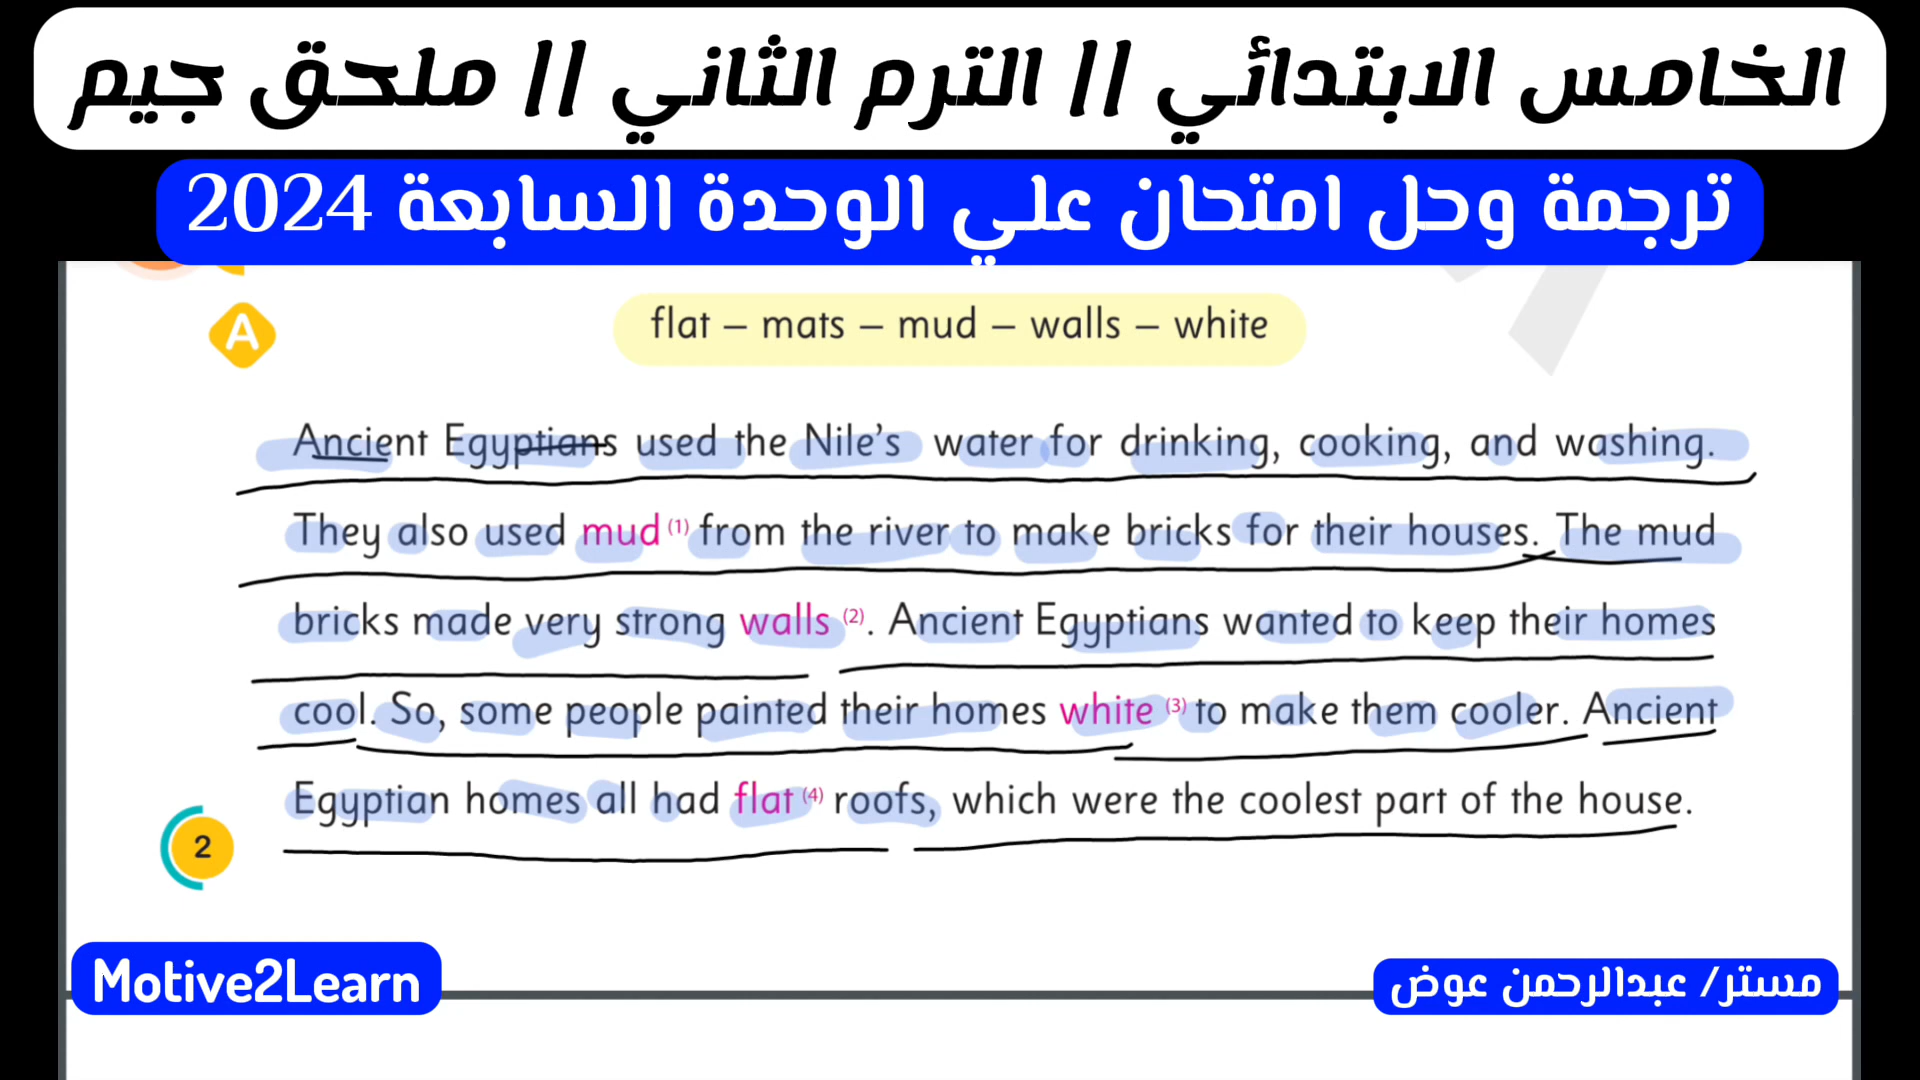 الخامس الابتدائي // الترم الثاني // ملحق جيم
ترجمة وحل امتحان علي الوحدة السابعة 2024
A
flat – mats – mud – walls – white
Ancient Egyptians used the Nile’s water for drinking, cooking, and washing.
They also used mud (1) from the river to make bricks for their houses. The mud
bricks made very strong walls (2). Ancient Egyptians wanted to keep their homes
cool. So, some people painted their homes white (3) to make them cooler. Ancient
Egyptian homes all had flat (4) roofs, which were the coolest part of the house.
2
Motive2Learn
مستر/ عبدالرحمن عوض